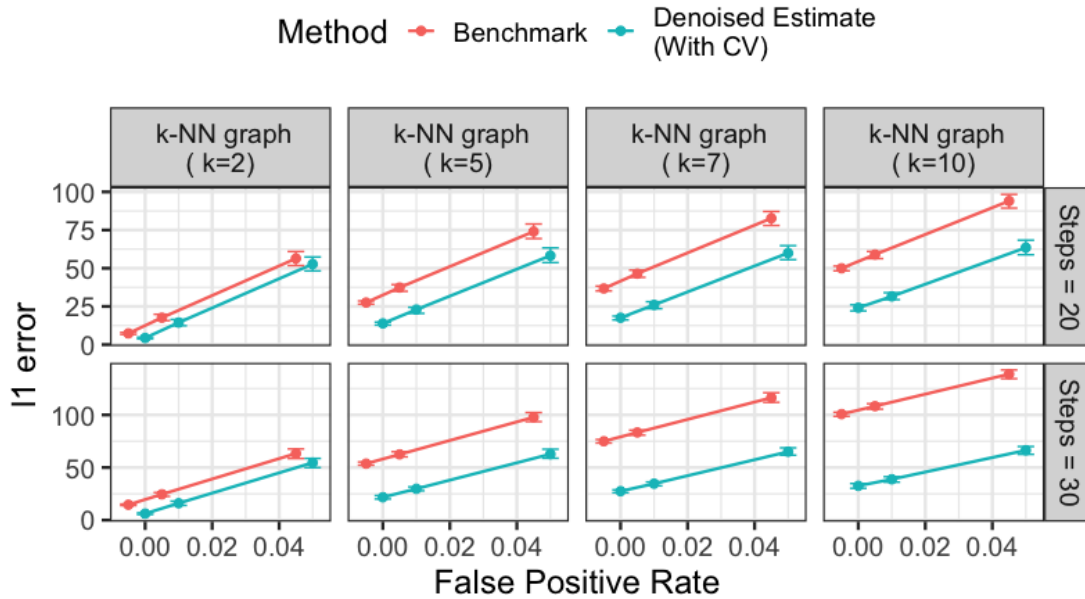 Method Benchmark Denoised Estimate
(With CV)
k-NN graph
( k=2)
k-NN graph
( k=5)
k-NN graph
( k=7)
k-NN graph
( k=10)
l1 error
100
75
50
25
0
Steps = 20
100
50
0
Steps = 30
0.00 0.02 0.04 0.00 0.02 0.04 0.00 0.02 0.04 0.00 0.02 0.04
False Positive Rate